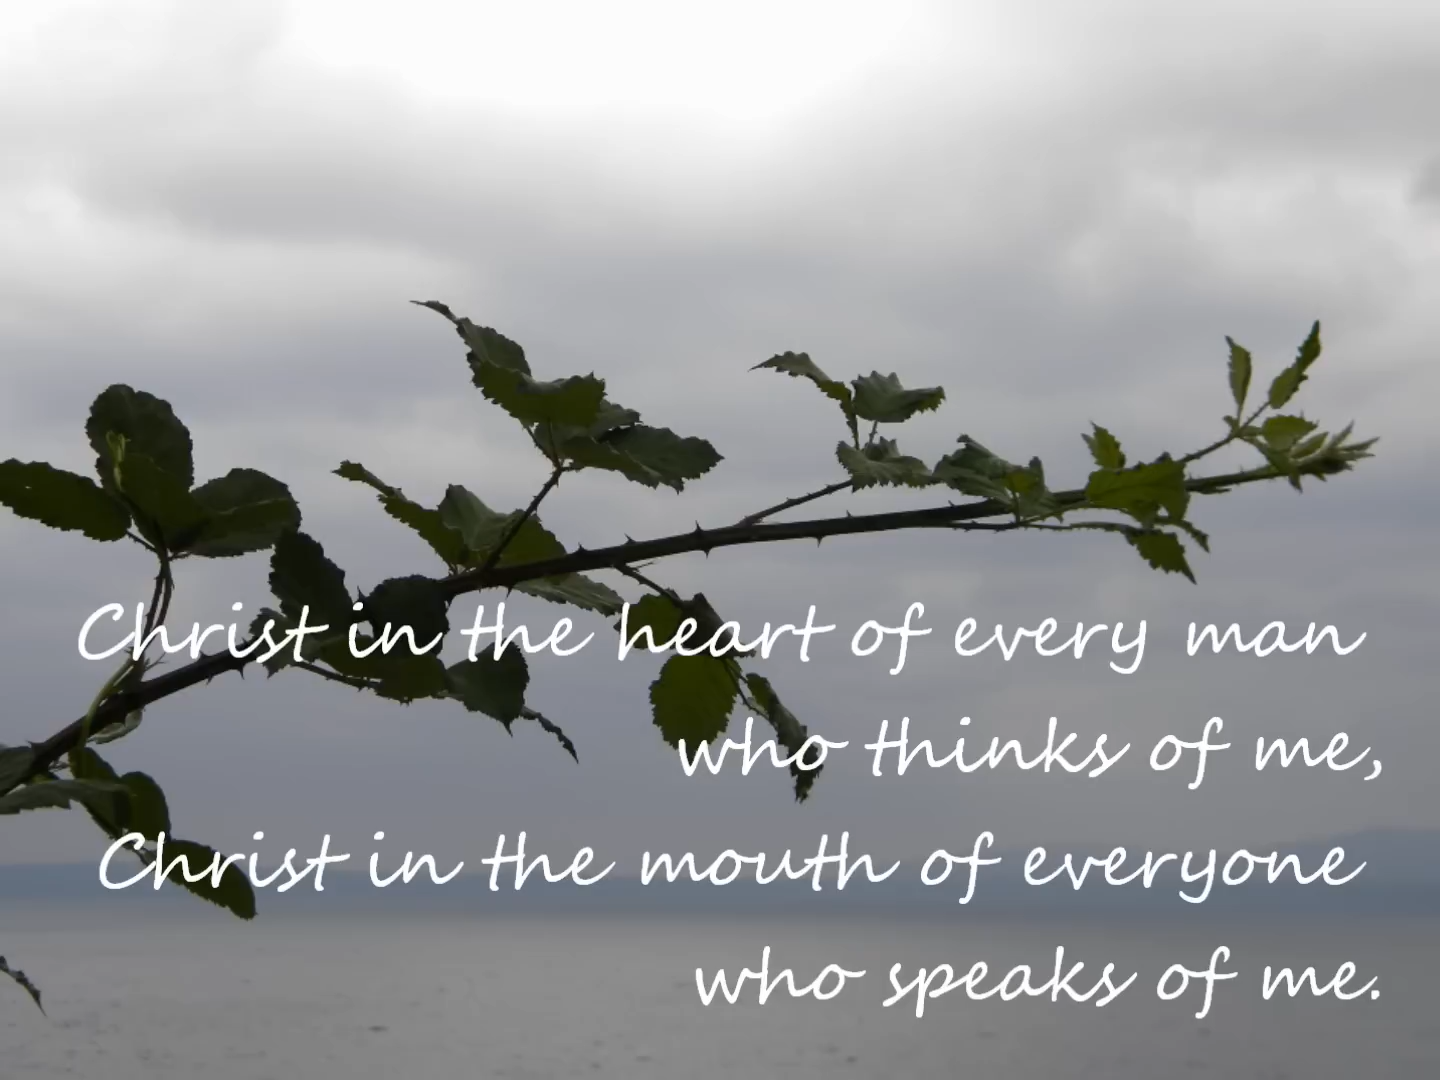 Christ in the heart of every man
who thinks of me,
Christ in the mouth of everyone
who speaks of me.